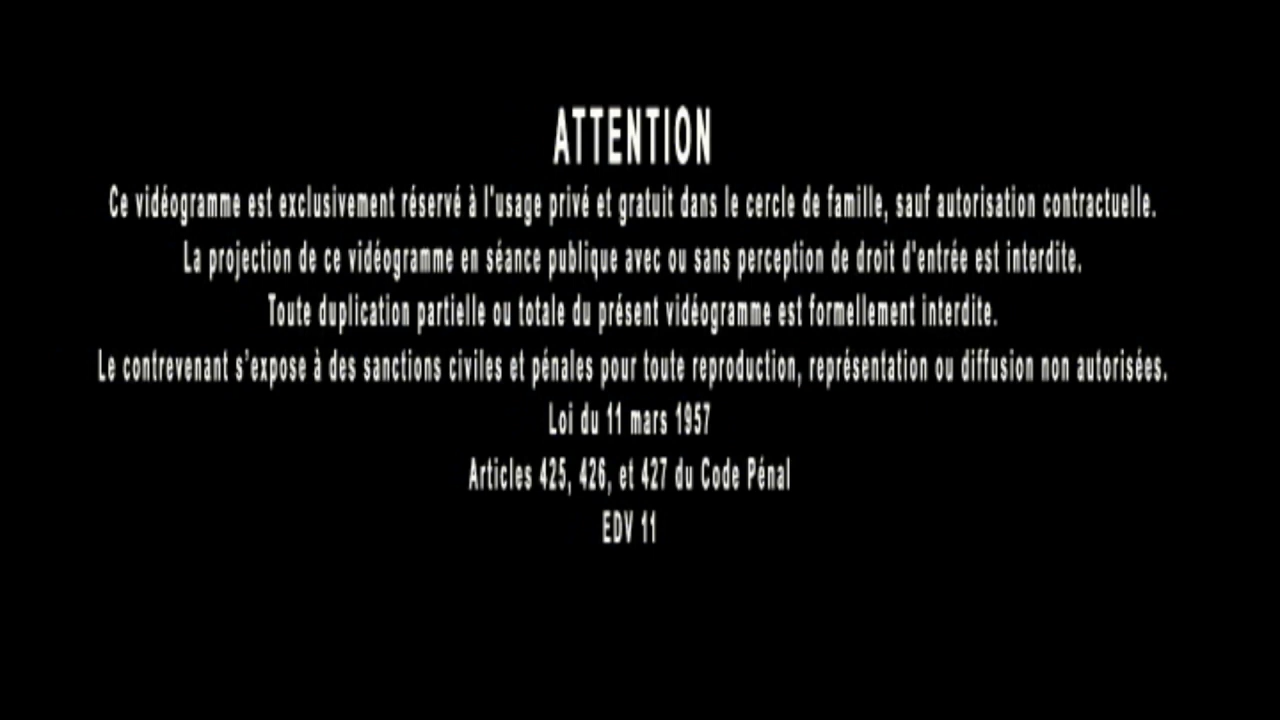 ATTENTION
Ce vidéogramme est exclusivement réservé à l'usage privé et gratuit dans le cercle de famille, sauf autorisation contractuelle.
La projection de ce vidéogramme en séance publique avec ou sans perception de droit d'entrée est interdite.
Toute duplication partielle ou totale du présent vidéogramme est formellement interdite.
Le contrevenant s'expose à des sanctions civiles et pénales pour toute reproduction, représentation ou diffusion non autorisées.
Loi du 11 mars 1957
Articles 425, 426, et 427 du Code Pénal
EDV 11